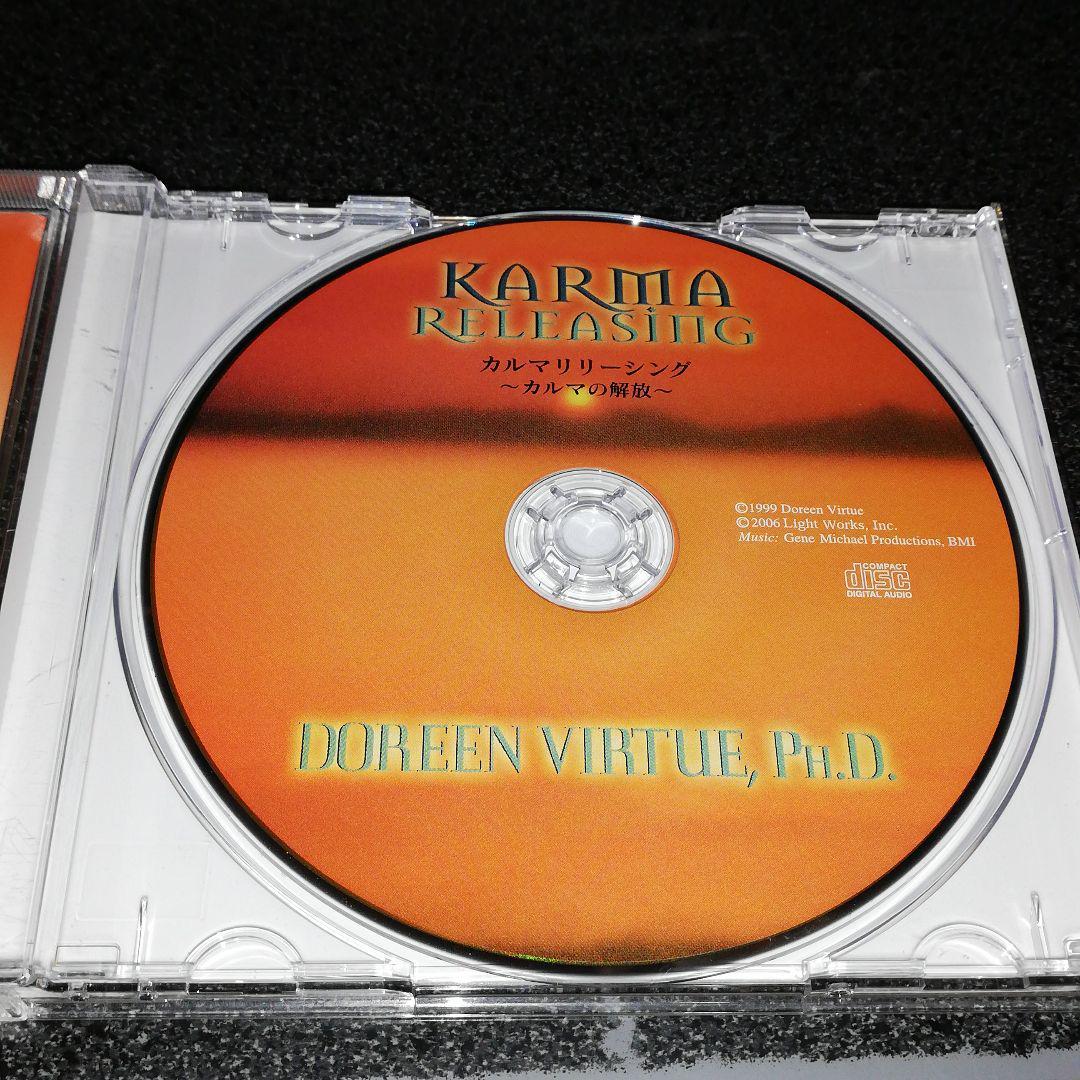 KARMA
RELEASING
カルマリリーシング
～カルマの解放～
©1999 Doreen Virtue
©2006 Light Works, Inc.
Music: Gene Michael Productions, BMI
COMPACT
disc
DIGITAL AUDIO
DOREEN VIRTUE, PH.D.